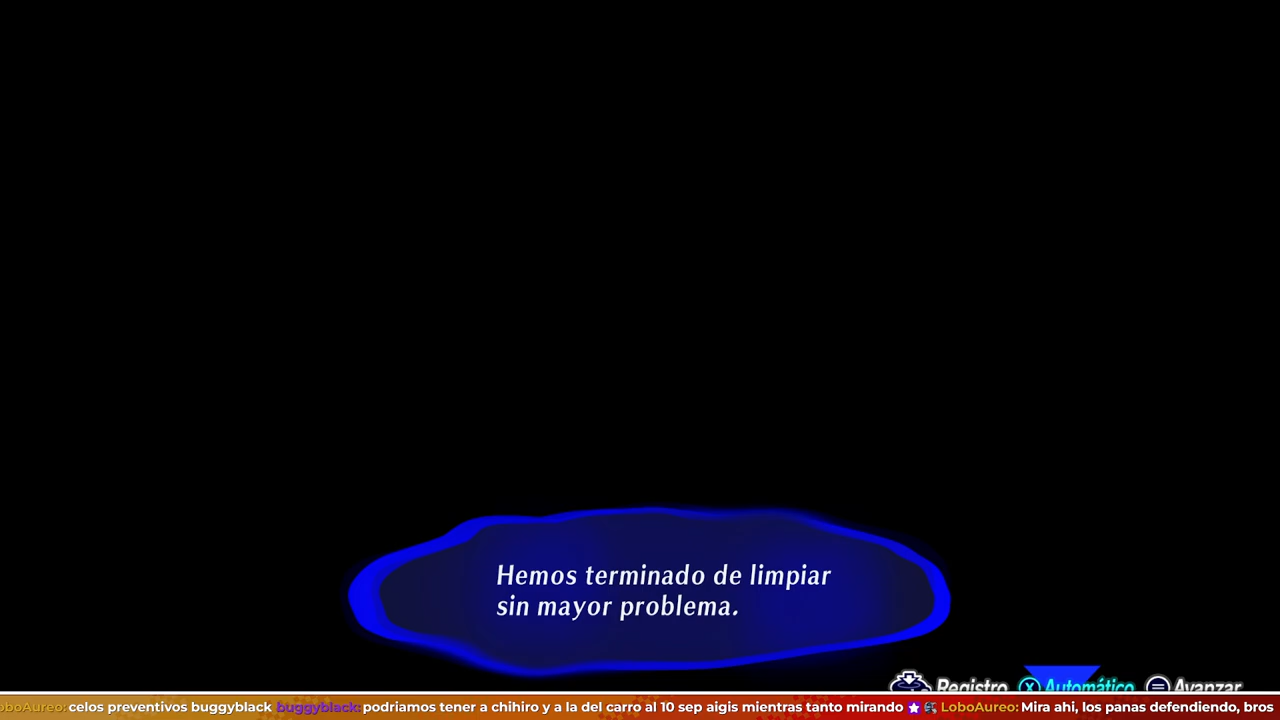 Hemos terminado de limpiar
sin mayor problema.
Registro Automático Avanzar
LoboAureo: celos preventivos buggyblack buggyblack: podriamos tener a chihiro y a la del carro al 10 sep aigis mientras tanto mirando LoboAureo: Mira ahi, los panas defendiendo, bros